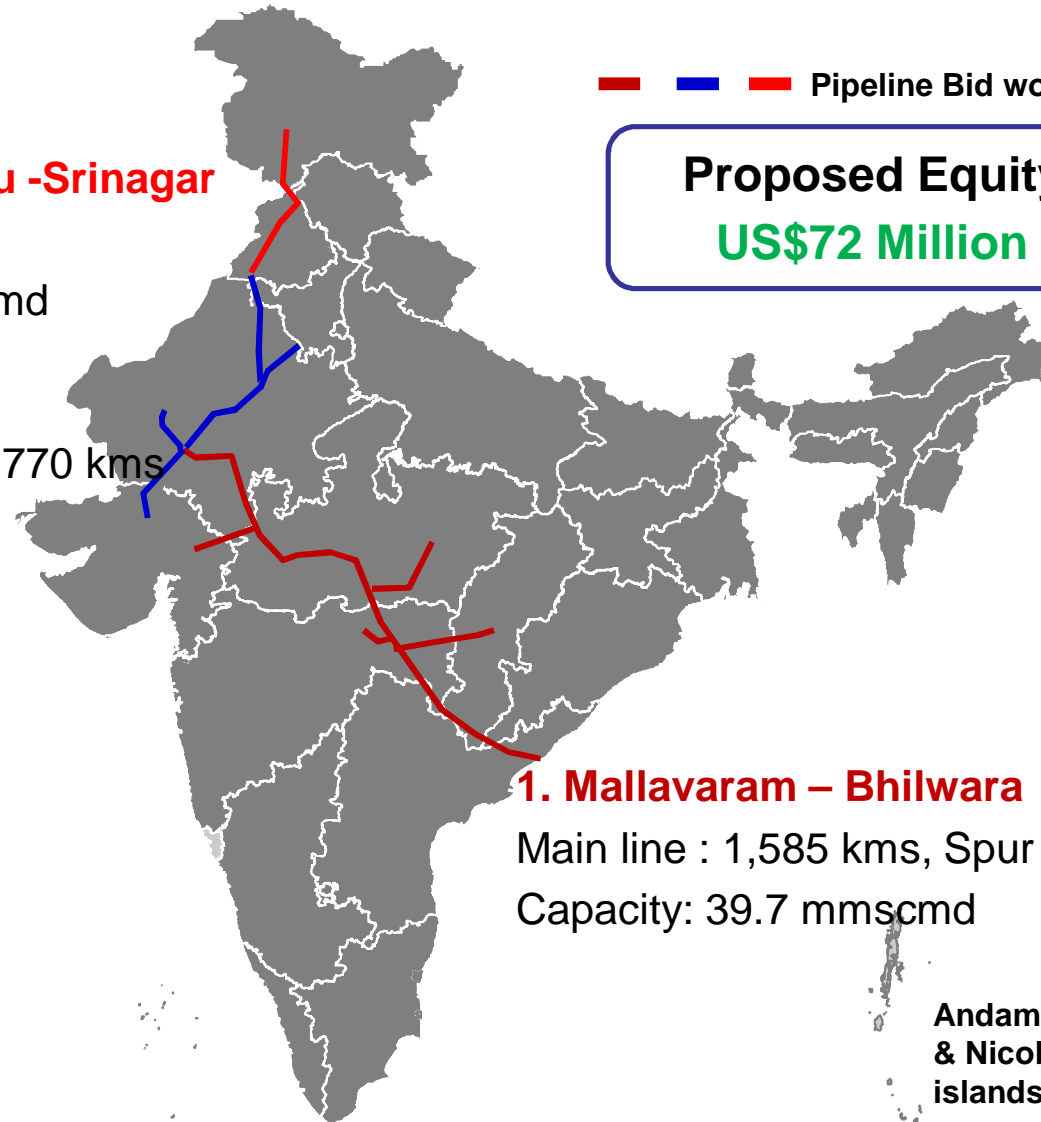 Pipeline Bid wo
Proposed Equity
US$72 Million
u -Srinagar
md
770 kms
1. Mallavaram – Bhilwara
Main line : 1,585 kms, Spur
Capacity: 39.7 mmscmd
Andam
& Nicol
islands